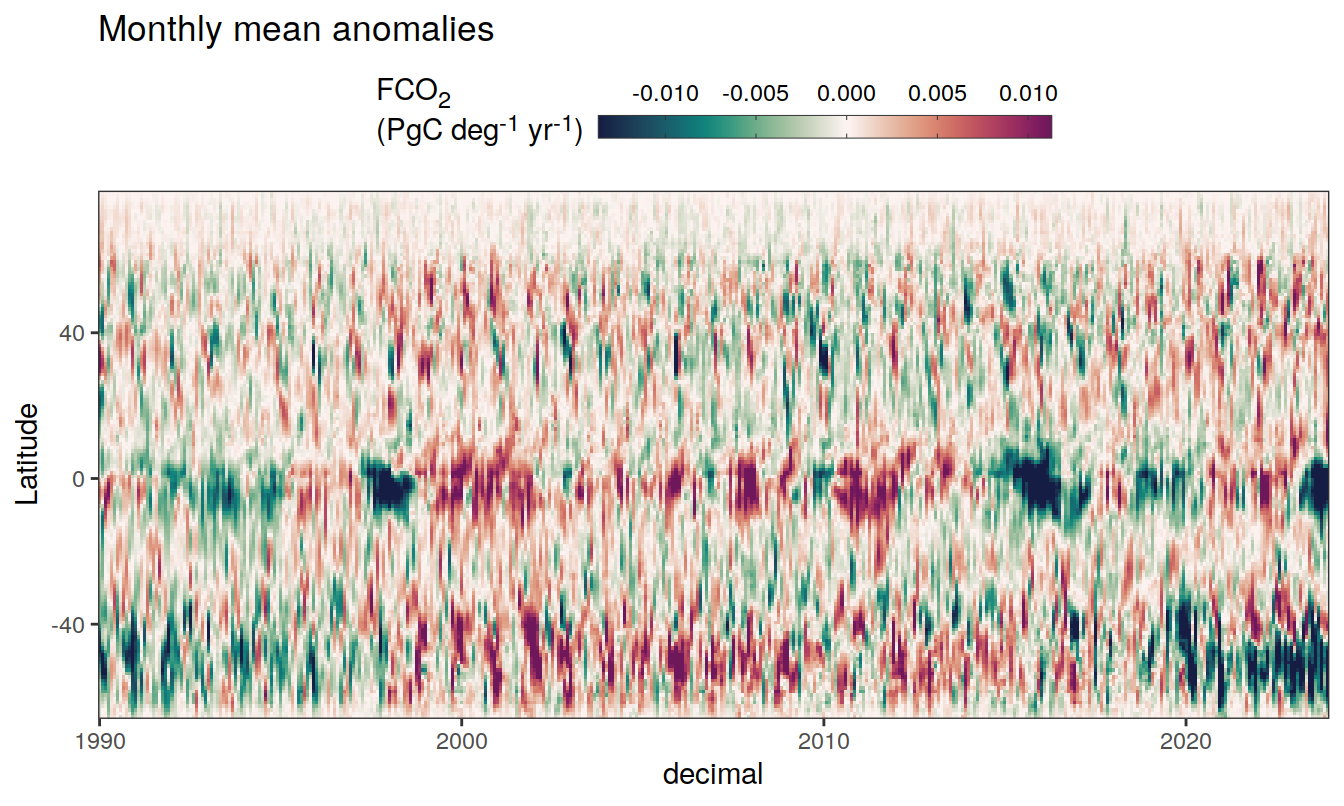 Monthly mean anomalies
FCO₂
(PgC deg⁻¹ yr⁻¹)
-0.010 -0.005 0.000 0.005 0.010
Latitude
40
0
-40
1990 2000 2010 2020
decimal